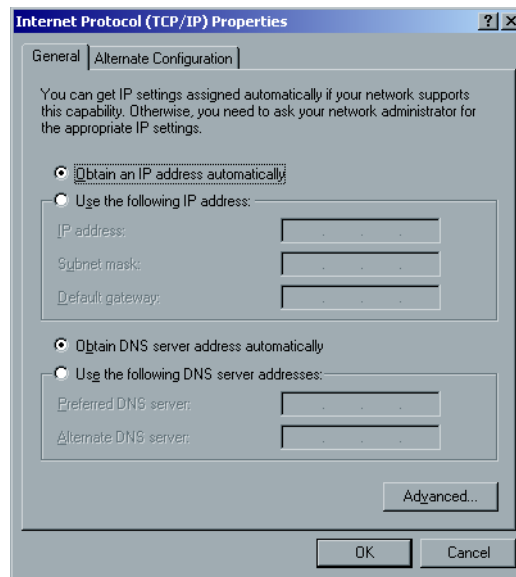 Internet Protocol (TCP/IP) Properties
General
Alternate Configuration
You can get IP settings assigned automatically if your network supports
this capability. Otherwise, you need to ask your network administrator for
the appropriate IP settings.
Obtain an IP address automatically
Use the following IP address:
IP address:
Subnet mask:
Default gateway:
Obtain DNS server address automatically
Use the following DNS server addresses:
Preferred DNS server:
Alternate DNS server:
Advanced...
OK
Cancel